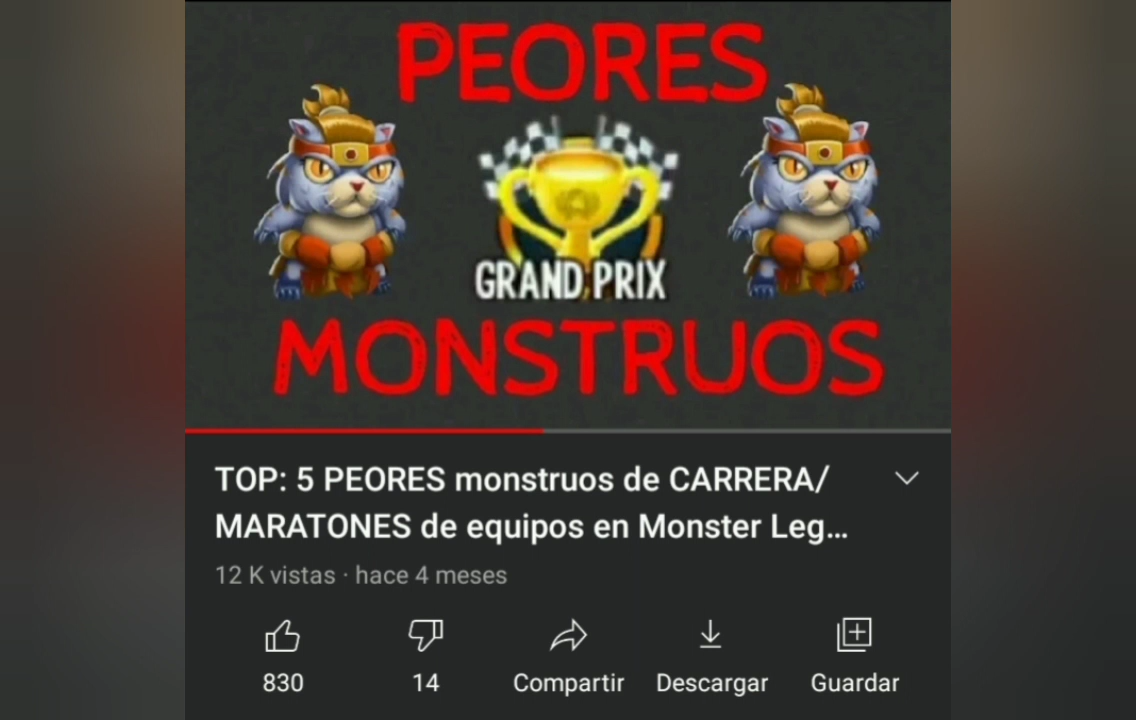 PEORES
GRAND PRIX
MONSTRUOS
TOP: 5 PEORES monstruos de CARRERA/
MARATONES de equipos en Monster Leg...
12 K vistas · hace 4 meses
830
14
Compartir
Descargar
Guardar